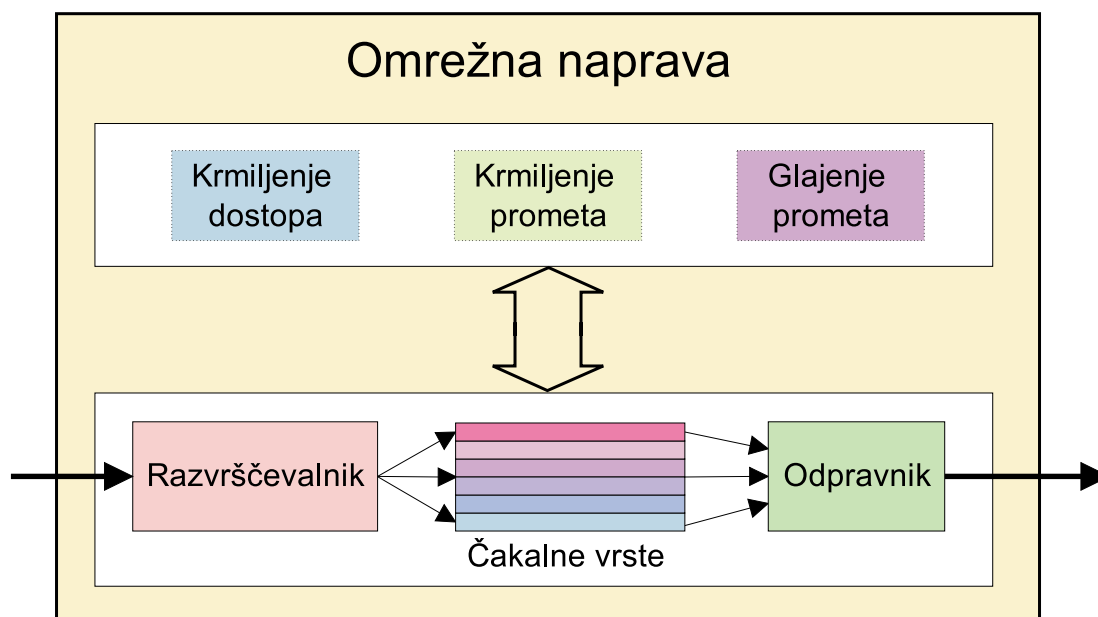 Omrežna naprava
Krmiljenje
dostopa
Krmiljenje
prometa
Glajenje
prometa
Razvrščevalnik
Odpravnik
Čakalne vrste